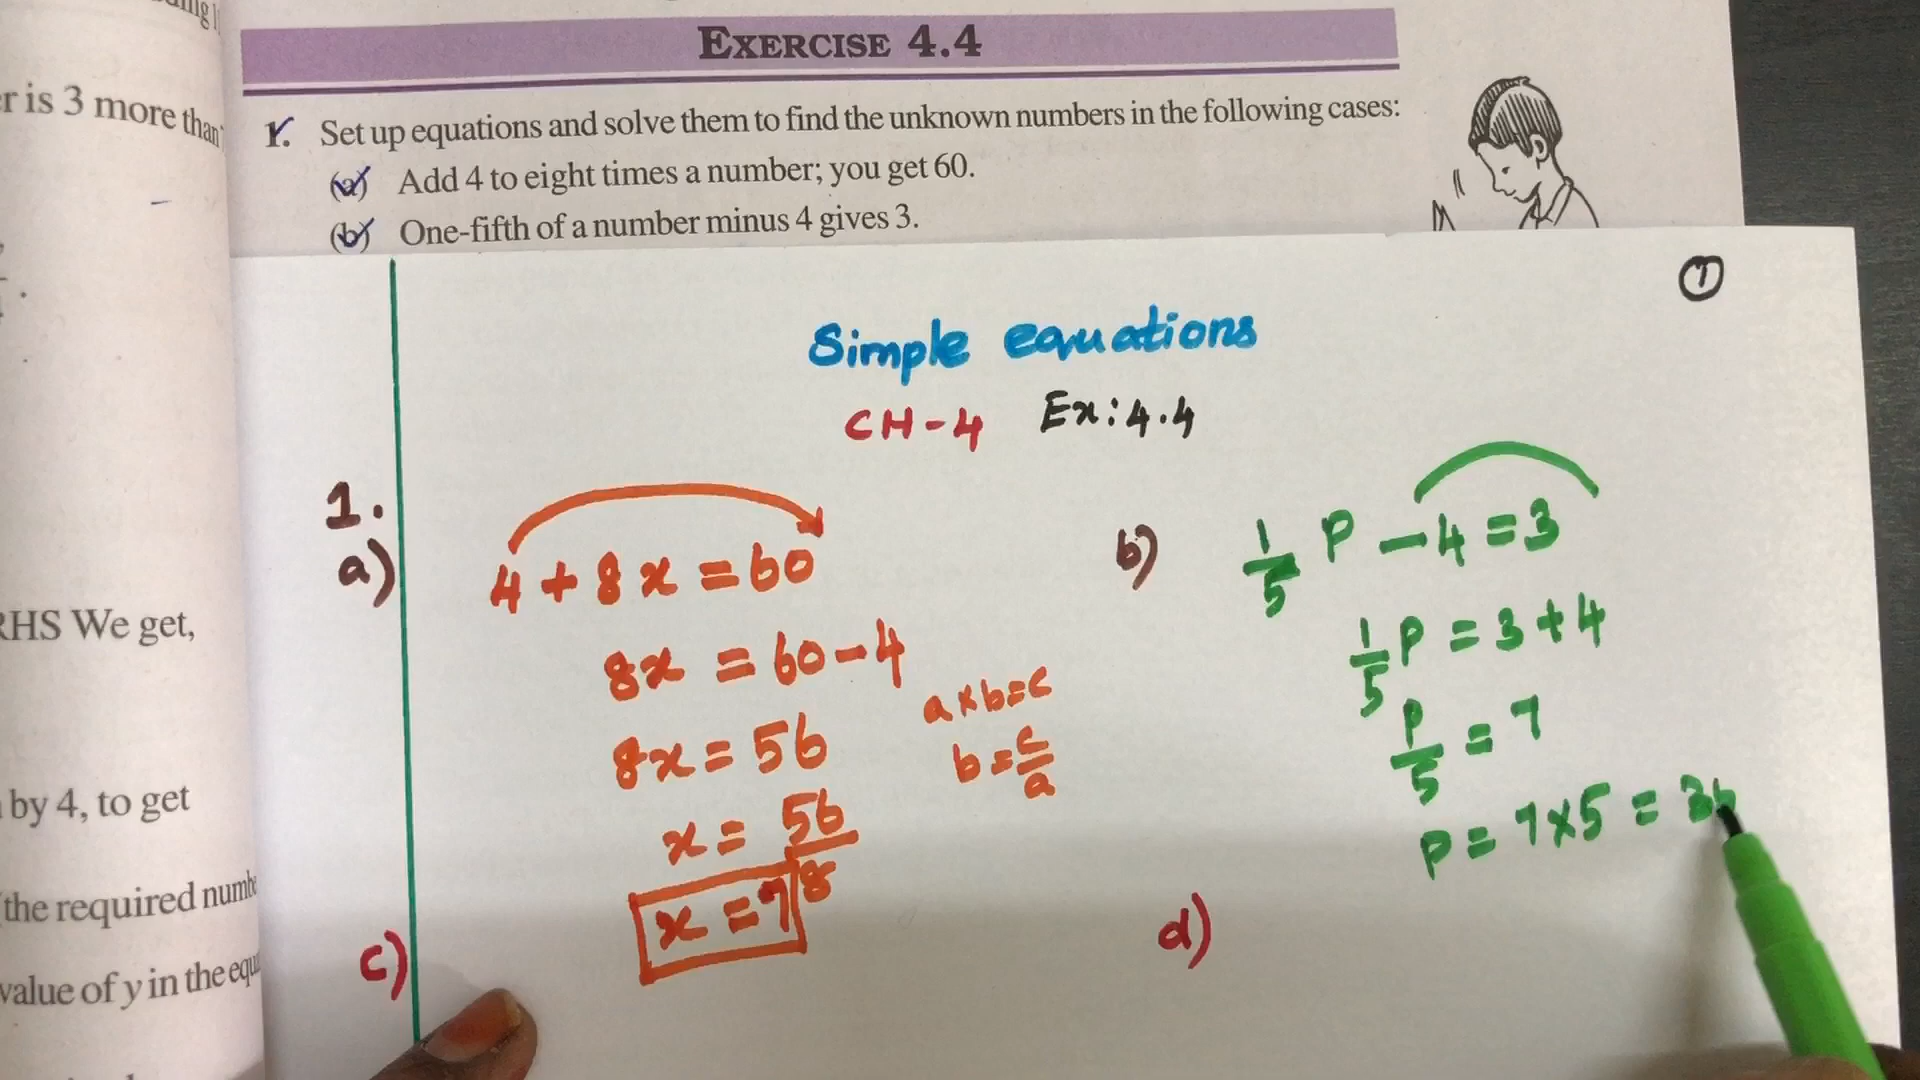 r is 3 more than
RHS We get,
by 4, to get
the required numb
value of y in the equ
EXERCISE 4.4
1. Set up equations and solve them to find the unknown numbers in the following cases:
(a) Add 4 to eight times a number; you get 60.
(b) One-fifth of a number minus 4 gives 3.
1
Simple equations
CH-4 Ex: 4.4
1.
a) 4 + 8x = 60
8x = 60 - 4
8x = 56
x = 56/8
x = 7
a × b = c
b = c/a
b) 1/5 P - 4 = 3
1/5 P = 3 + 4
P/5 = 7
P = 7 × 5 = 3
c)
d)